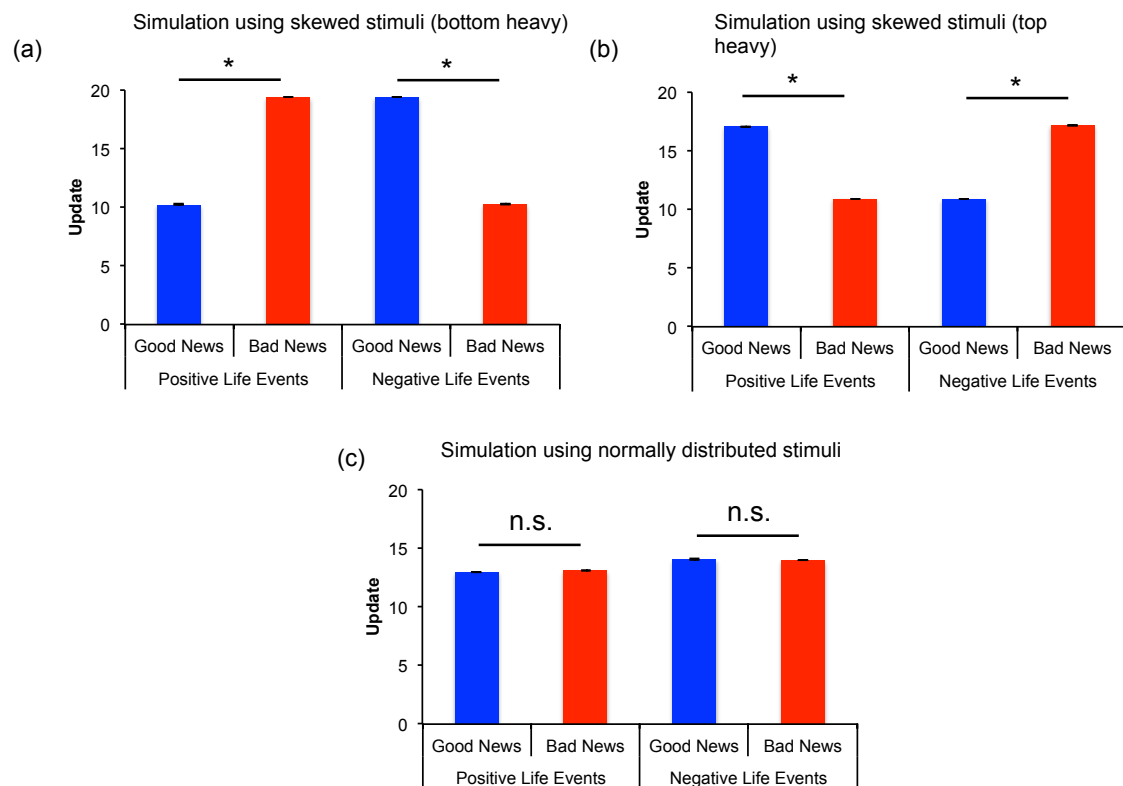 Simulation using skewed stimuli (bottom heavy)
(a)
*
*
20
15
10
5
0
Update
Good News
Bad News
Good News
Bad News
Positive Life Events
Negative Life Events
Simulation using skewed stimuli (top
heavy)
(b)
*
*
20
15
10
5
0
Update
Good News
Bad News
Good News
Bad News
Positive Life Events
Negative Life Events
Simulation using normally distributed stimuli
(c)
n.s.
n.s.
20
15
10
5
0
Update
Good News
Bad News
Good News
Bad News
Positive Life Events
Negative Life Events